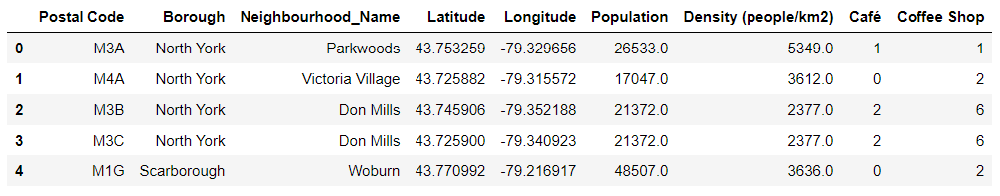 Postal Code Borough Neighbourhood_Name Latitude Longitude Population Density (people/km2) Café Coffee Shop
0 M3A North York Parkwoods 43.753259 -79.329656 26533.0 5349.0 1 1
1 M4A North York Victoria Village 43.725882 -79.315572 17047.0 3612.0 0 2
2 M3B North York Don Mills 43.745906 -79.352188 21372.0 2377.0 2 6
3 M3C North York Don Mills 43.725900 -79.340923 21372.0 2377.0 2 6
4 M1G Scarborough Woburn 43.770992 -79.216917 48507.0 3636.0 0 2